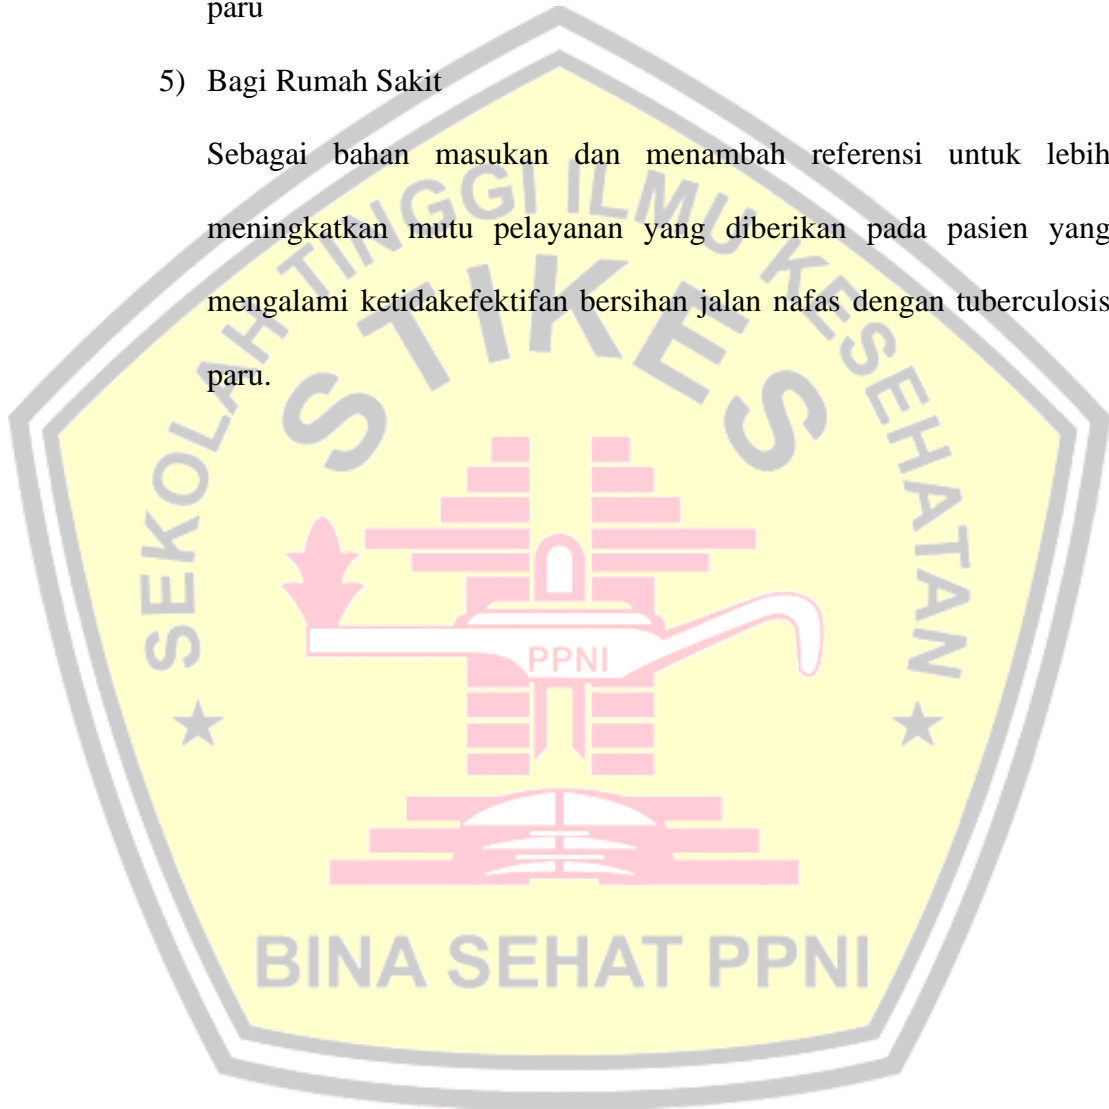 paru
5) Bagi Rumah Sakit
Sebagai bahan masukan dan menambah referensi untuk lebih
meningkatkan mutu pelayanan yang diberikan pada pasien yang
mengalami ketidakefektifan bersihan jalan nafas dengan tuberculosis
paru.
SEKOLAH TINGGI ILMU KESEHATAN
STIKES
PPNI
BINA SEHAT PPNI